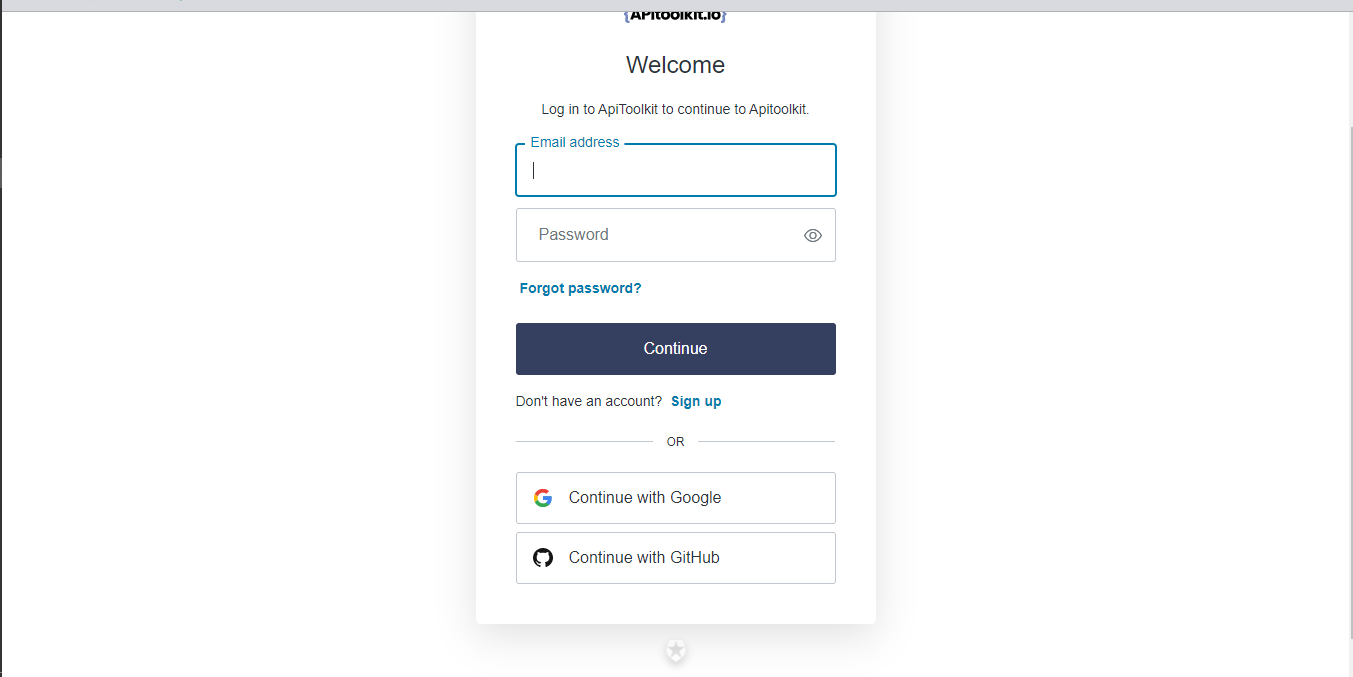 {APItoolkit.io}
Welcome
Log in to ApiToolkit to continue to Apitoolkit.
Email address
Password
Forgot password?
Continue
Don't have an account? Sign up
OR
Continue with Google
Continue with GitHub